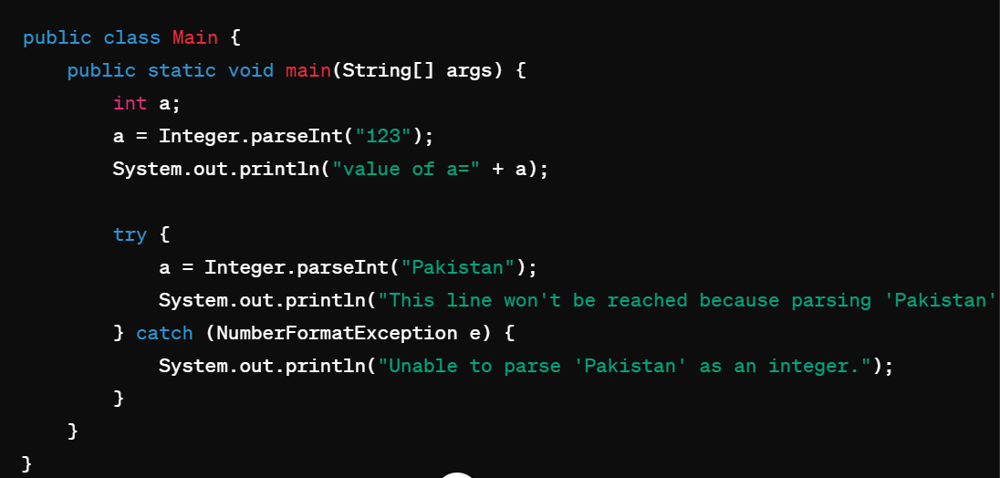 public class Main {
public static void main(String[] args) {
int a;
a = Integer.parseInt("123");
System.out.println("value of a=" + a);
try {
a = Integer.parseInt("Pakistan");
System.out.println("This line won't be reached because parsing 'Pakistan'
} catch (NumberFormatException e) {
System.out.println("Unable to parse 'Pakistan' as an integer.");
}
}
}